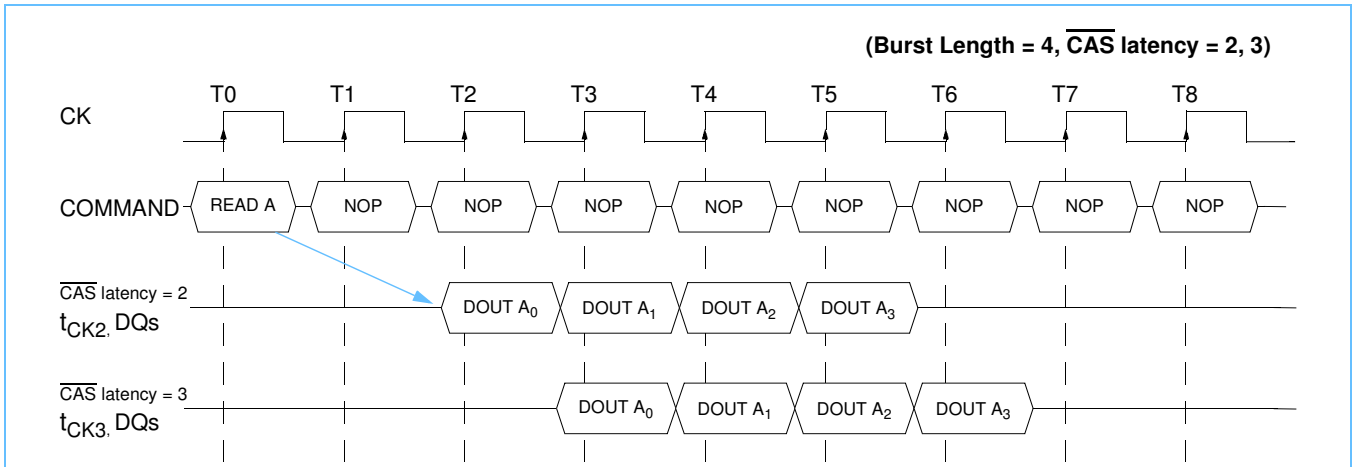 (Burst Length = 4, CAS latency = 2, 3)
T0 T1 T2 T3 T4 T5 T6 T7 T8
CK
COMMAND READ A NOP NOP NOP NOP NOP NOP NOP NOP
CAS latency = 2
tCK2, DQs DOUT A0 DOUT A1 DOUT A2 DOUT A3
CAS latency = 3
tCK3, DQs DOUT A0 DOUT A1 DOUT A2 DOUT A3